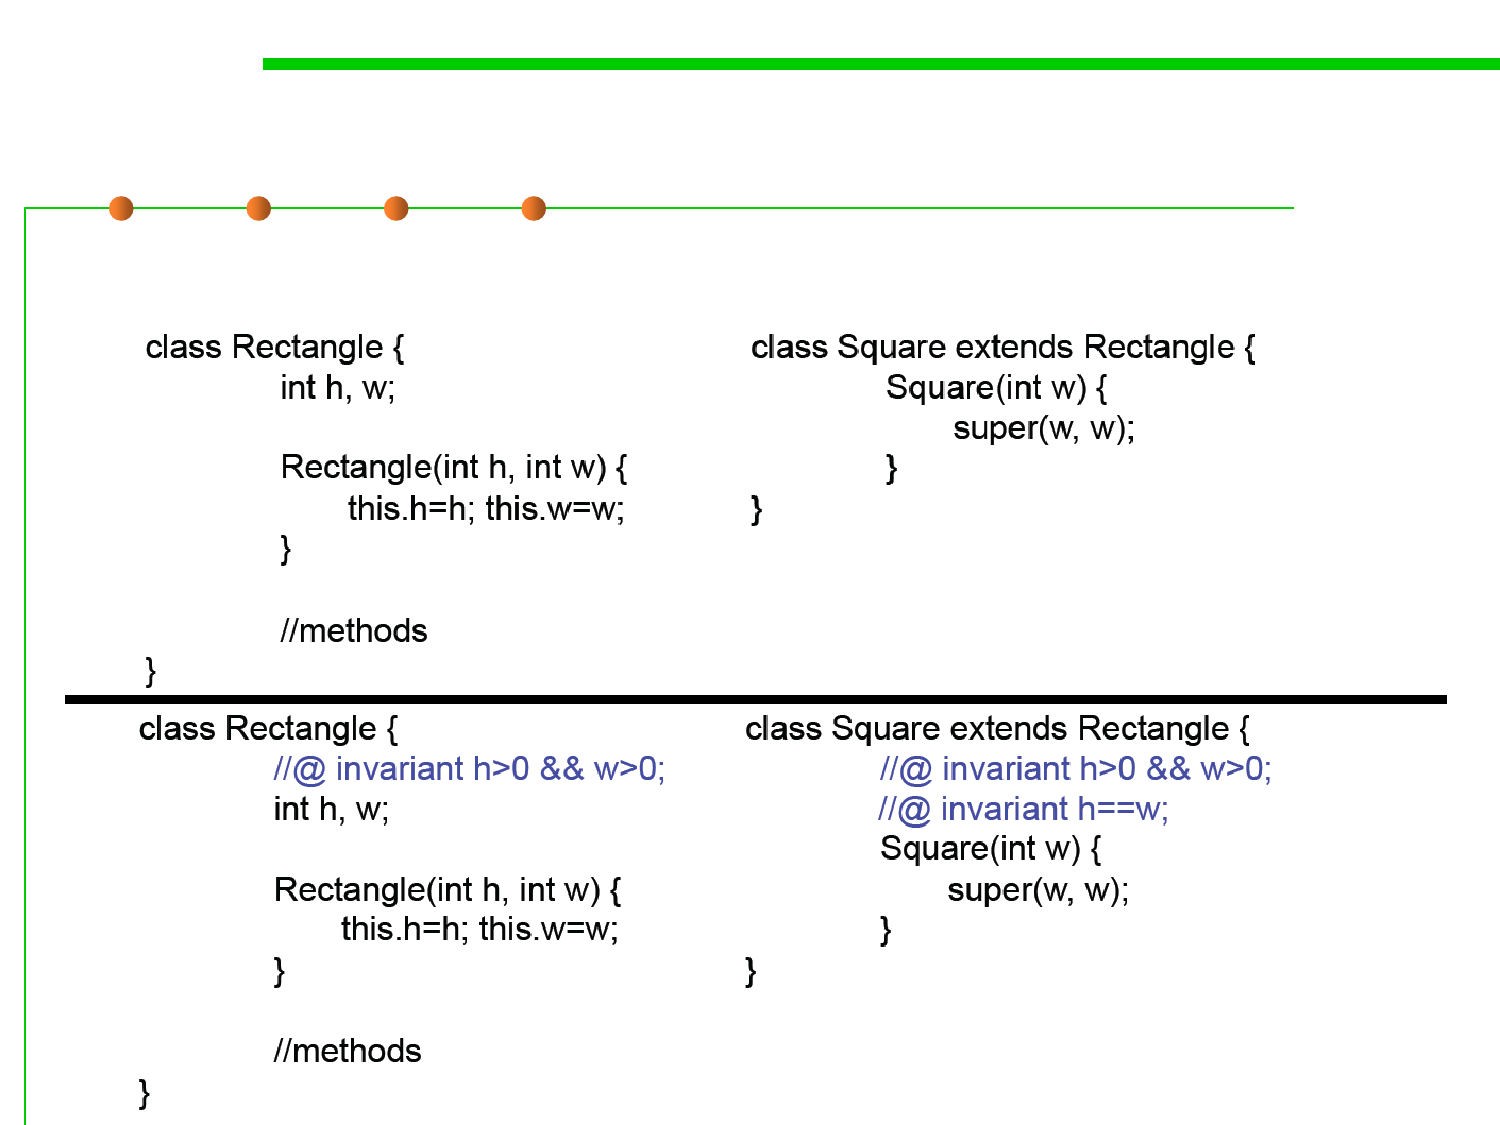 class Rectangle {
int h, w;
Rectangle(int h, int w) {
this.h=h; this.w=w;
}
//methods
}
class Square extends Rectangle {
Square(int w) {
super(w, w);
}
}
class Rectangle {
//@ invariant h>0 && w>0;
int h, w;
Rectangle(int h, int w) {
this.h=h; this.w=w;
}
//methods
}
class Square extends Rectangle {
//@ invariant h>0 && w>0;
//@ invariant h==w;
Square(int w) {
super(w, w);
}
}